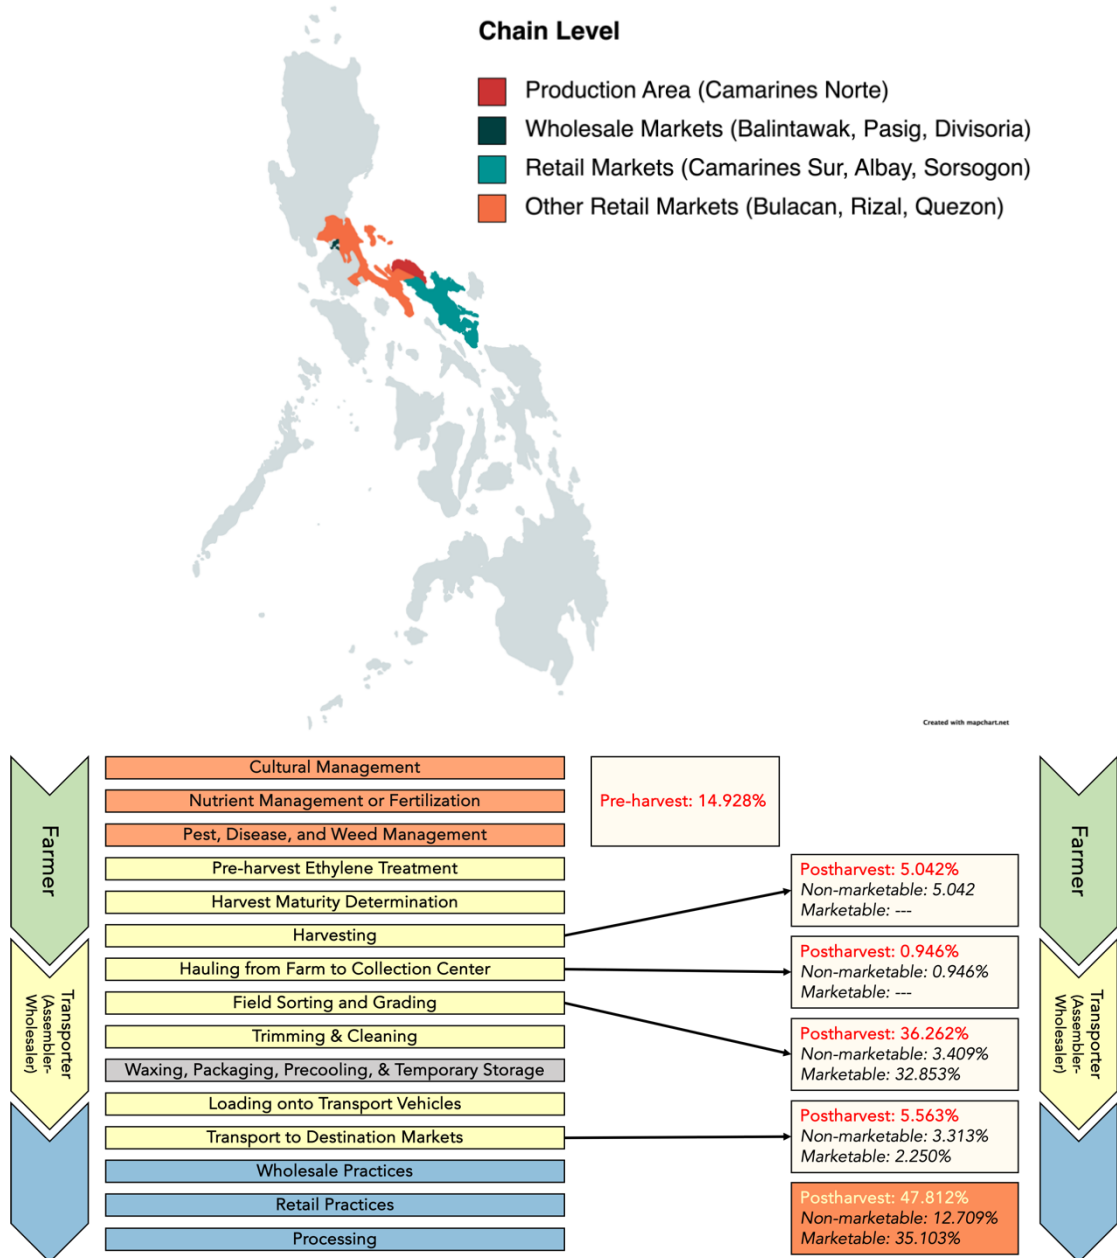 Chain Level
Production Area (Camarines Norte)
Wholesale Markets (Balintawak, Pasig, Divisoria)
Retail Markets (Camarines Sur, Albay, Sorsogon)
Other Retail Markets (Bulacan, Rizal, Quezon)
Created with mapchart.net
Farmer
Transporter
(Assembler-
Wholesaler)
Cultural Management
Nutrient Management or Fertilization
Pest, Disease, and Weed Management
Pre-harvest Ethylene Treatment
Harvest Maturity Determination
Harvesting
Hauling from Farm to Collection Center
Field Sorting and Grading
Trimming & Cleaning
Waxing, Packaging, Precooling, & Temporary Storage
Loading onto Transport Vehicles
Transport to Destination Markets
Wholesale Practices
Retail Practices
Processing
Pre-harvest: 14.928%
Postharvest: 5.042%
Non-marketable: 5.042
Marketable: ---
Postharvest: 0.946%
Non-marketable: 0.946%
Marketable: ---
Postharvest: 36.262%
Non-marketable: 3.409%
Marketable: 32.853%
Postharvest: 5.563%
Non-marketable: 3.313%
Marketable: 2.250%
Postharvest: 47.812%
Non-marketable: 12.709%
Marketable: 35.103%
Farmer
Transporter
(Assembler-
Wholesaler)